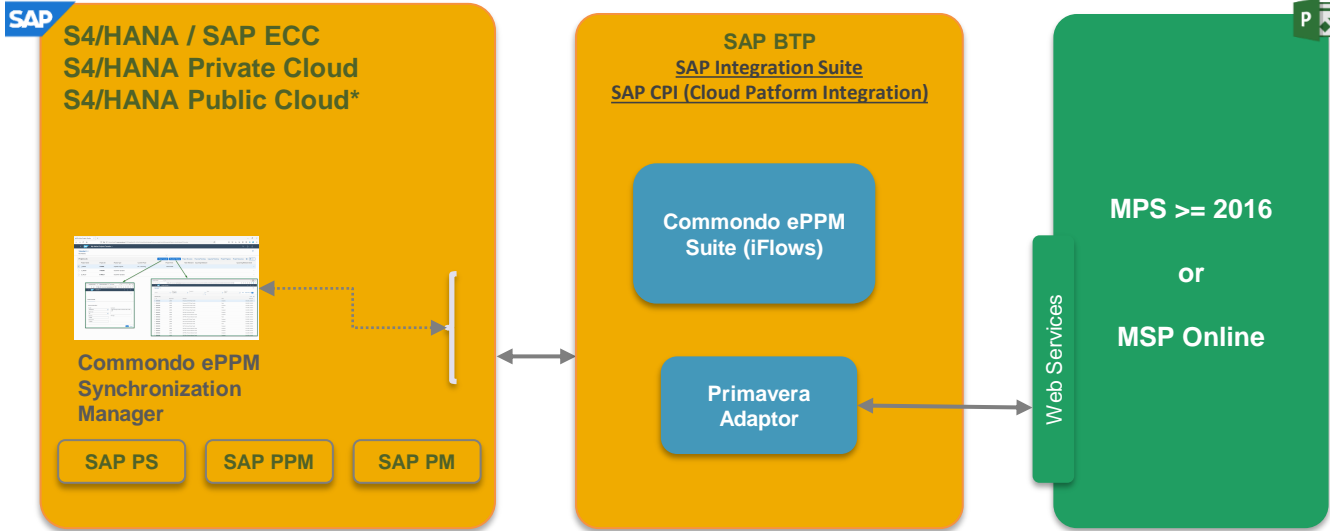 SAP
S4/HANA / SAP ECC
S4/HANA Private Cloud
S4/HANA Public Cloud*
Commondo ePPM
Synchronization
Manager
SAP PS
SAP PPM
SAP PM
SAP BTP
SAP Integration Suite
SAP CPI (Cloud Patform Integration)
Commondo ePPM
Suite (iFlows)
Primavera
Adaptor
Web Services
P
MPS >= 2016
or
MSP Online